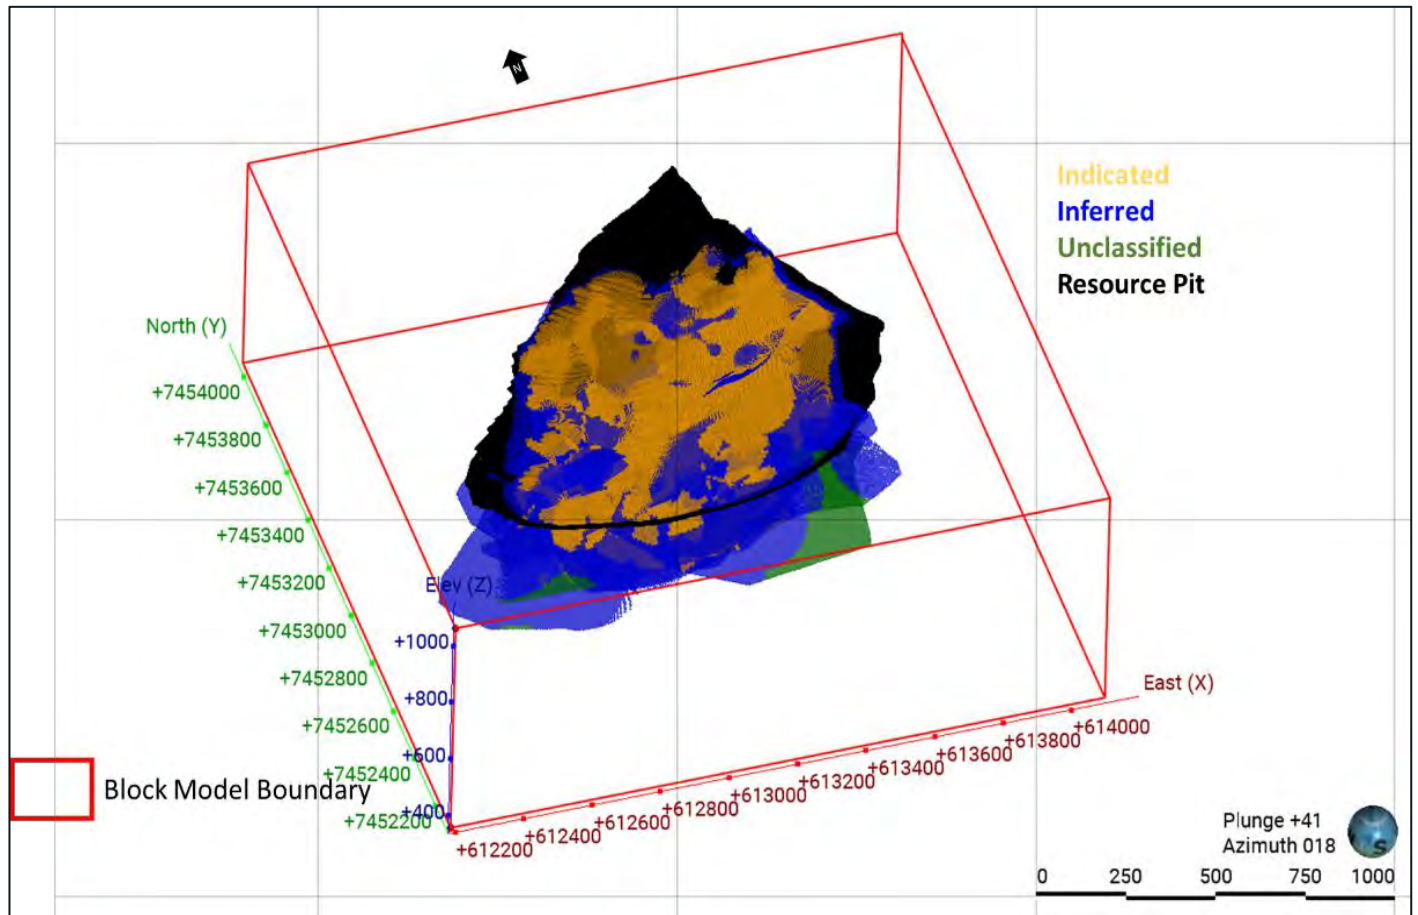 N
Indicated
Inferred
Unclassified
Resource Pit
North (Y)
+7454000
+7453800
+7453600
+7453400
+7453200
+7453000
+7452800
+7452600
+7452400
+7452200
Elev (Z)
+1000
+800
+600
+400
East (X)
+614000
+613800
+613600
+613400
+613200
+613000
+612800
+612600
+612400
+612200
Block Model Boundary
Plunge +41
Azimuth 018
S
0 250 500 750 1000